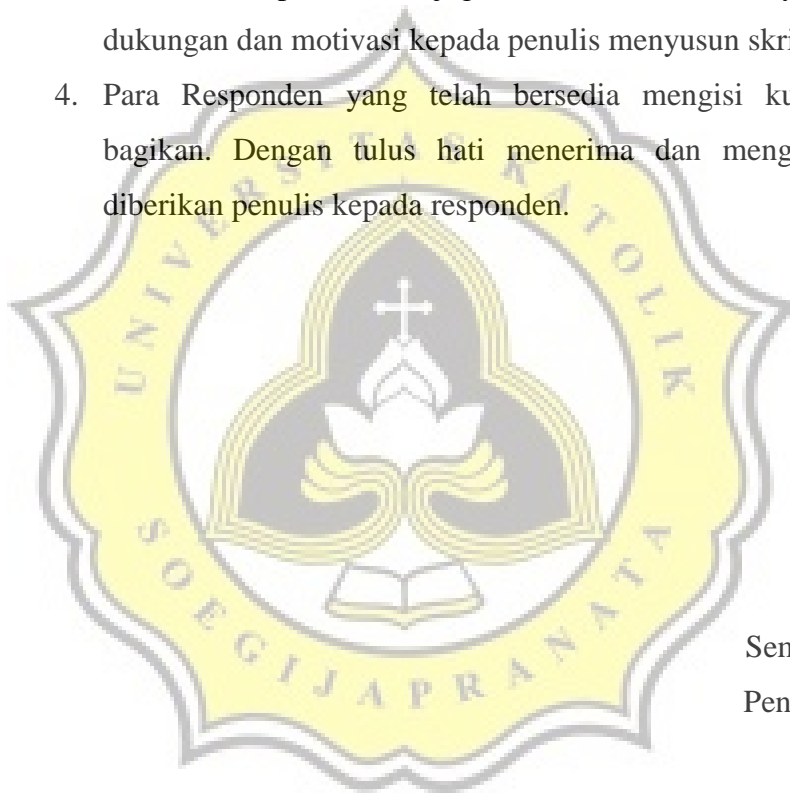 dukungan dan motivasi kepada penulis menyusun skri
4. Para Responden yang telah bersedia mengisi ku
bagikan. Dengan tulus hati menerima dan meng
diberikan penulis kepada responden.
UNIVERSITAS KATOLIK
SOEGIJAPRANATA
Sem
Pen